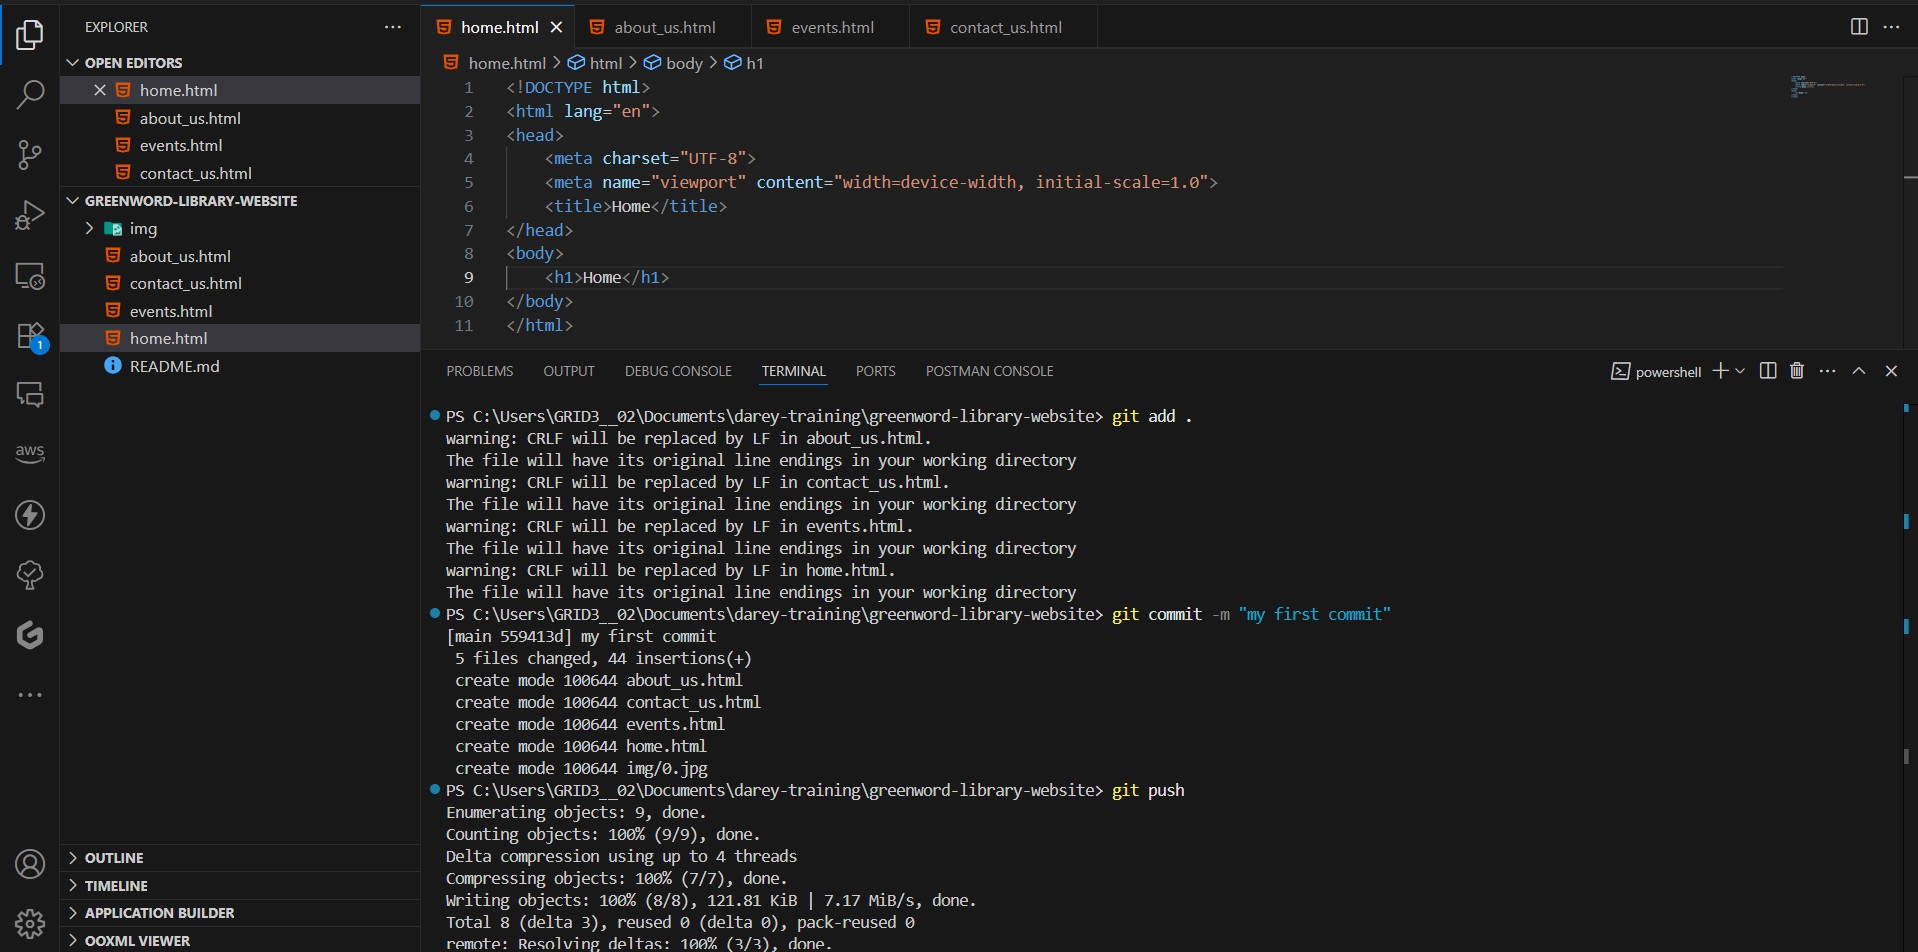 EXPLORER
OPEN EDITORS
home.html
about_us.html
events.html
contact_us.html
GREENWORD-LIBRARY-WEBSITE
img
about_us.html
contact_us.html
events.html
home.html
README.md
OUTLINE
TIMELINE
APPLICATION BUILDER
OOXML VIEWER
1
aws
home.html about_us.html events.html contact_us.html
home.html > html > body > h1
1 <!DOCTYPE html>
2 <html lang="en">
3 <head>
4 <meta charset="UTF-8">
5 <meta name="viewport" content="width=device-width, initial-scale=1.0">
6 <title>Home</title>
7 </head>
8 <body>
9 <h1>Home</h1>
10 </body>
11 </html>
PROBLEMS OUTPUT DEBUG CONSOLE TERMINAL PORTS POSTMAN CONSOLE powershell
PS C:\Users\GRID3__02\Documents\darey-training\greenword-library-website> git add .
warning: CRLF will be replaced by LF in about_us.html.
The file will have its original line endings in your working directory
warning: CRLF will be replaced by LF in contact_us.html.
The file will have its original line endings in your working directory
warning: CRLF will be replaced by LF in events.html.
The file will have its original line endings in your working directory
warning: CRLF will be replaced by LF in home.html.
The file will have its original line endings in your working directory
PS C:\Users\GRID3__02\Documents\darey-training\greenword-library-website> git commit -m "my first commit"
[main 559413d] my first commit
5 files changed, 44 insertions(+)
create mode 100644 about_us.html
create mode 100644 contact_us.html
create mode 100644 events.html
create mode 100644 home.html
create mode 100644 img/0.jpg
PS C:\Users\GRID3__02\Documents\darey-training\greenword-library-website> git push
Enumerating objects: 9, done.
Counting objects: 100% (9/9), done.
Delta compression using up to 4 threads
Compressing objects: 100% (7/7), done.
Writing objects: 100% (8/8), 121.81 KiB | 7.17 MiB/s, done.
Total 8 (delta 3), reused 0 (delta 0), pack-reused 0
remote: Resolving deltas: 100% (3/3), done.